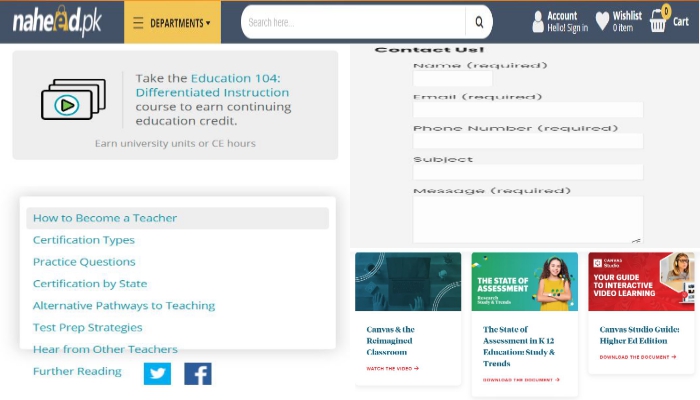 naheed.pk
DEPARTMENTS
Search here...
Account
Hello! Sign in
Wishlist
0 item
0
Cart
Take the Education 104:
Differentiated Instruction
course to earn continuing
education credit.
Earn university units or CE hours
How to Become a Teacher
Certification Types
Practice Questions
Certification by State
Alternative Pathways to Teaching
Test Prep Strategies
Hear from Other Teachers
Further Reading
Contact Us!
Name (required)
Email (required)
Phone Number (required)
Subject
Message (required)
Canvas & the
Reimagined
Classroom
WATCH THE VIDEO
THE STATE OF
ASSESSMENT
Research
Study & Trends
The State of
Assessment in K 12
Education: Study &
Trends
DOWNLOAD THE DOCUMENT
CANVAS
Studio
YOUR GUIDE
TO INTERACTIVE
VIDEO LEARNING
Canvas Studio Guide:
Higher Ed Edition
DOWNLOAD THE DOCUMENT